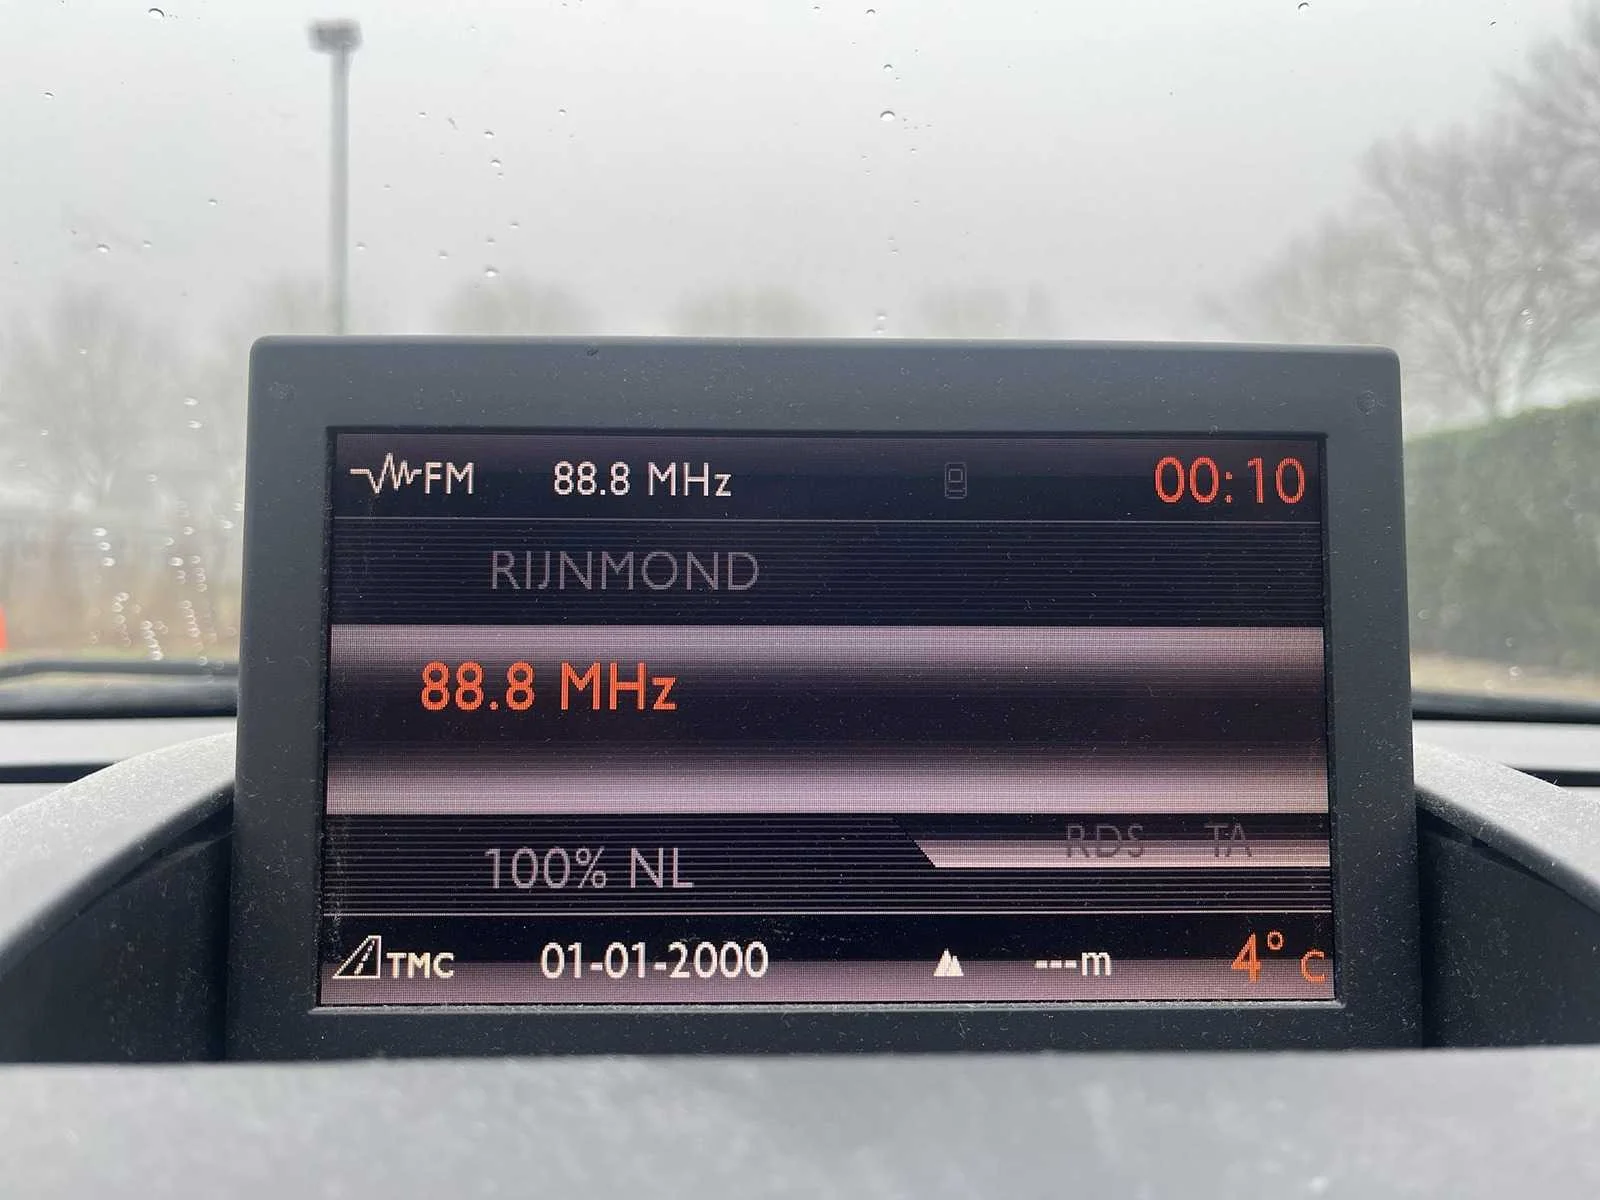 FM 88.8 MHz 00:10
RIJNMOND
88.8 MHz
RDS TA
100% NL
TMC 01-01-2000 ---m 4° C